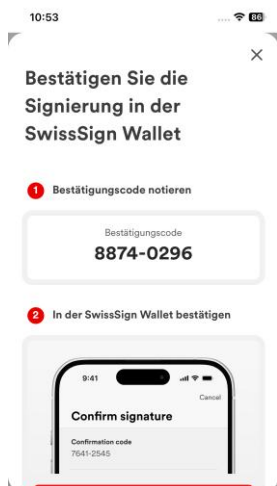 10:53
86
Bestätigen Sie die
Signierung in der
SwissSign Wallet
1 Bestätigungscode notieren
Bestätigungscode
8874-0296
2 In der SwissSign Wallet bestätigen
9:41
Cancel
Confirm signature
Confirmation code
7641-2545